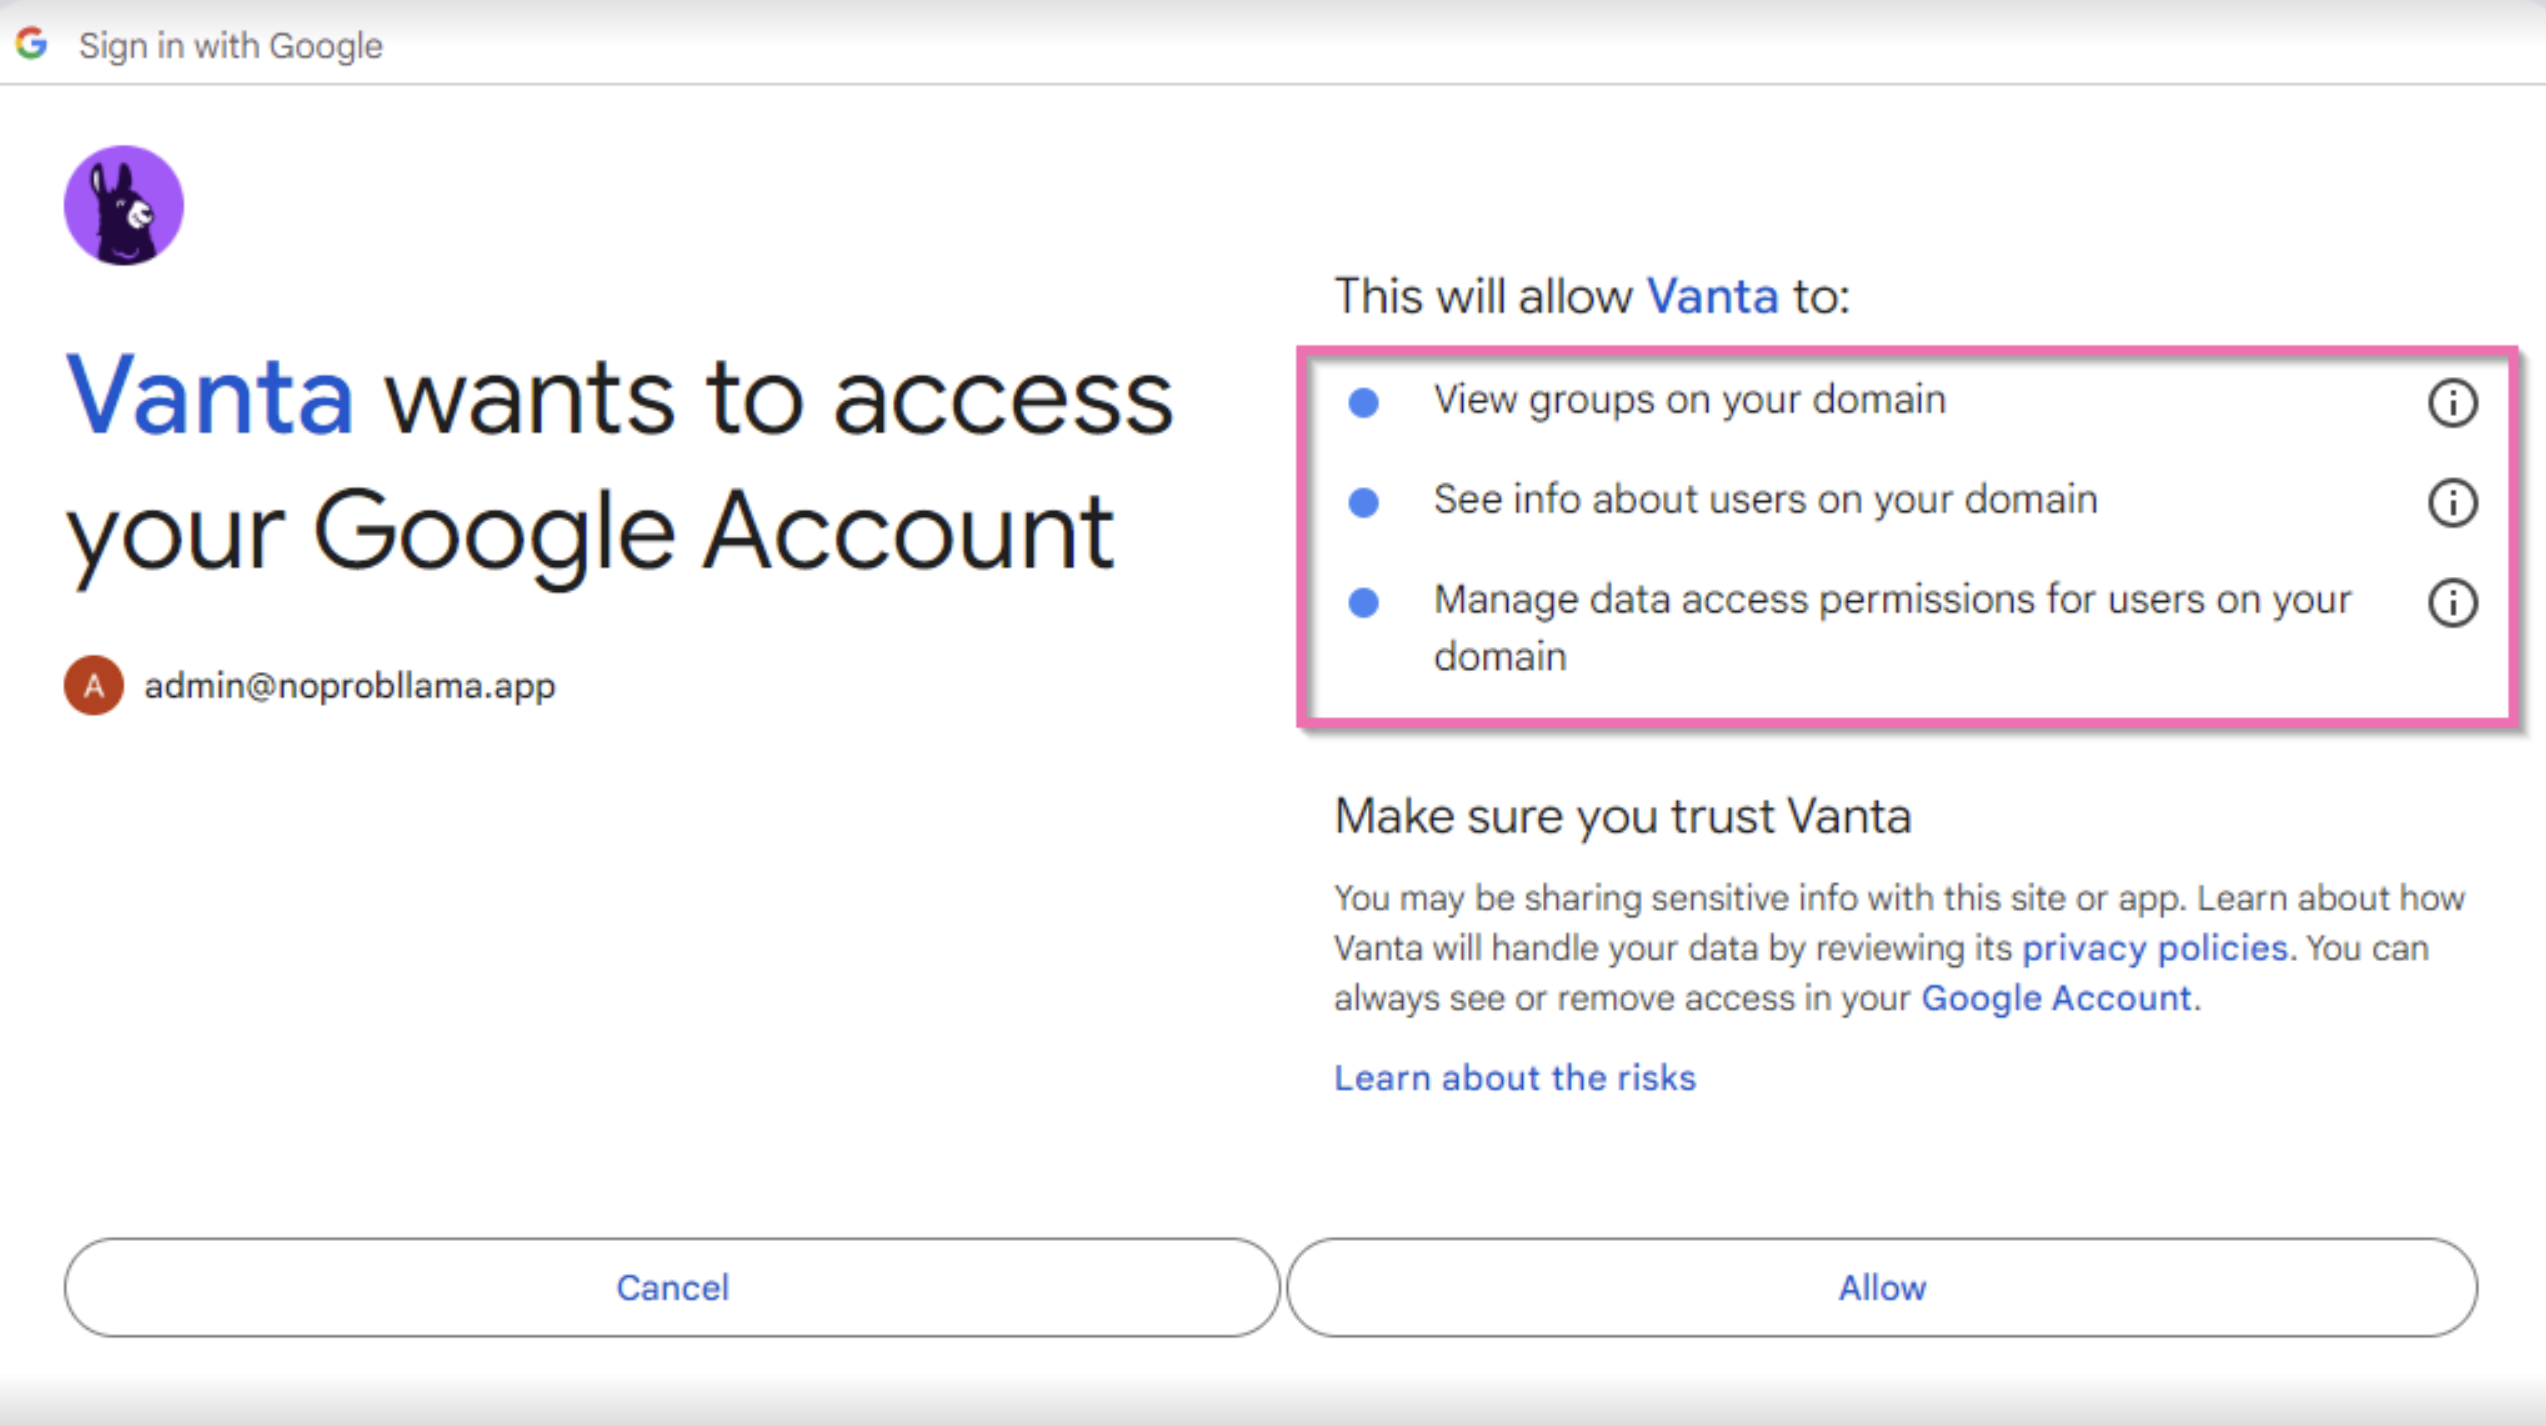 Sign in with Google
Vanta wants to access
your Google Account
A admin@noprobllama.app
This will allow Vanta to:
View groups on your domain
See info about users on your domain
Manage data access permissions for users on your
domain
Make sure you trust Vanta
You may be sharing sensitive info with this site or app. Learn about how
Vanta will handle your data by reviewing its privacy policies. You can
always see or remove access in your Google Account.
Learn about the risks
Cancel
Allow